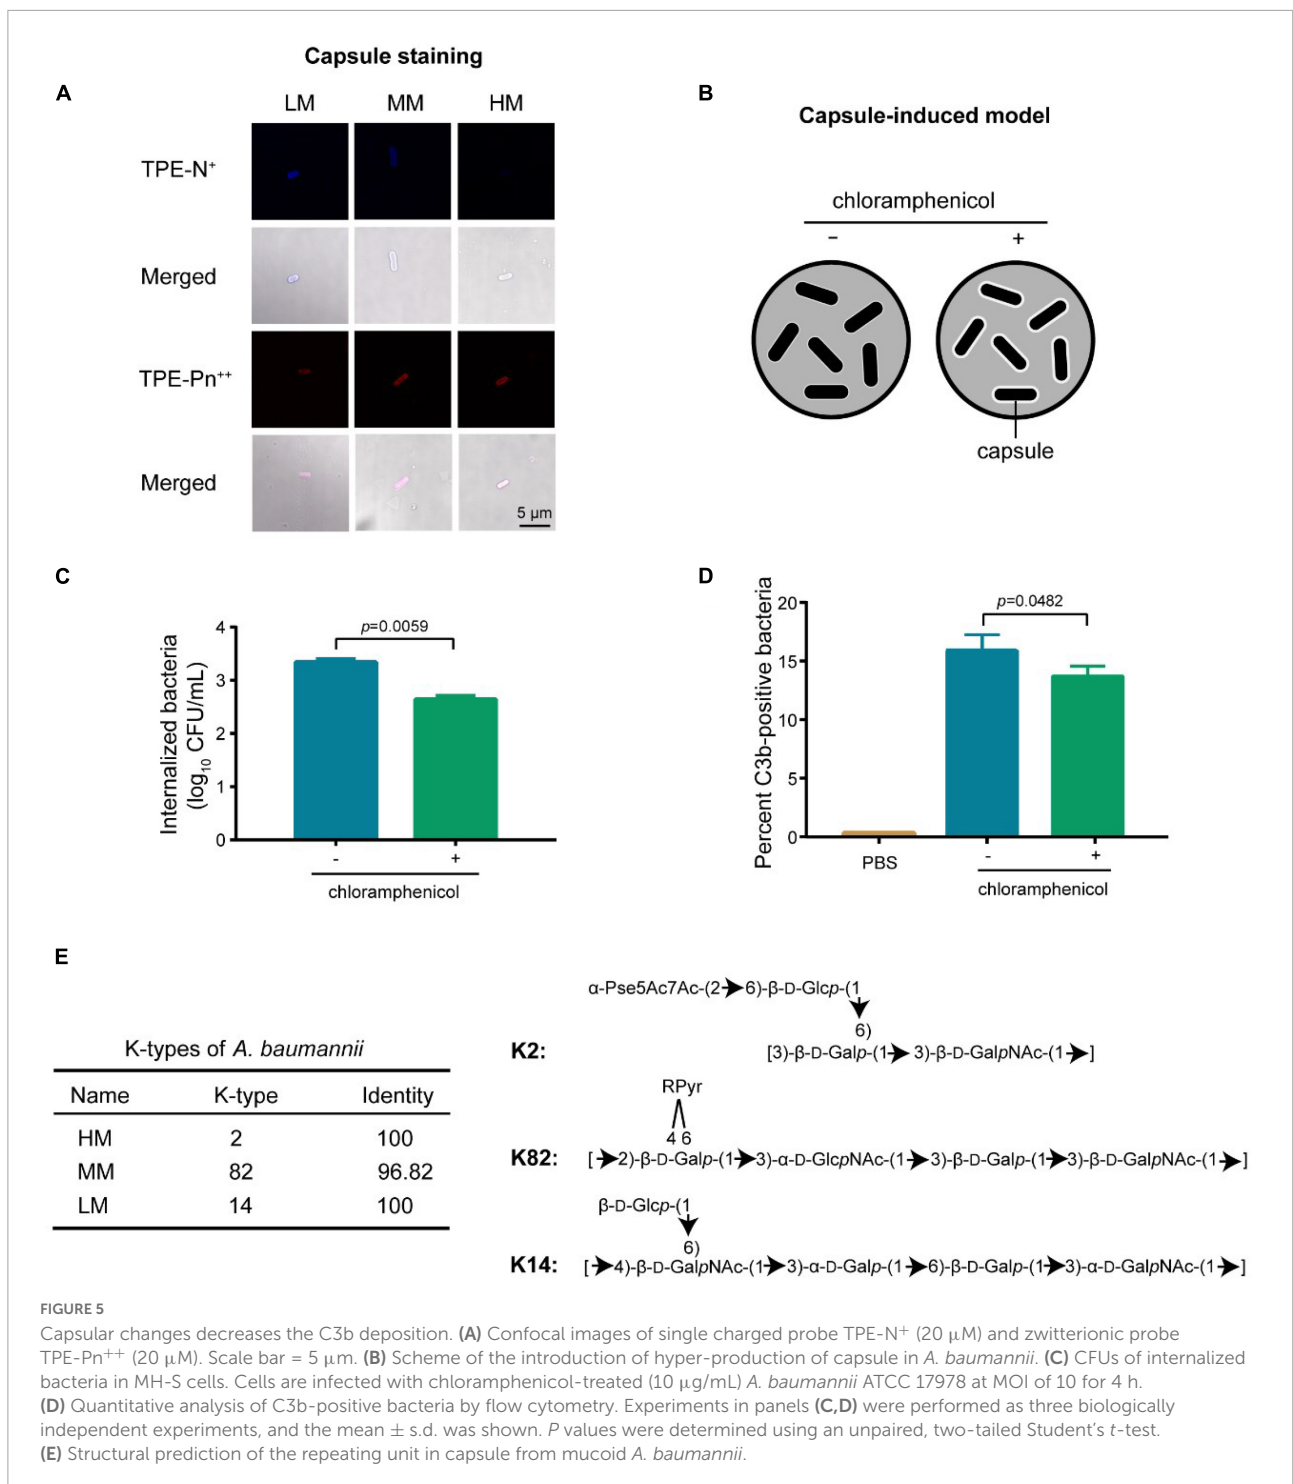 Capsule staining
A
LM MM HM
TPE-N⁺
Merged
TPE-Pn⁺⁺
Merged
5 μm
B
Capsule-induced model
chloramphenicol
− +
capsule
C
Internalized bacteria
(log₁₀ CFU/mL)
4
3
2
1
0
p=0.0059
- +
chloramphenicol
D
Percent C3b-positive bacteria
20
15
10
5
0
p=0.0482
PBS - +
chloramphenicol
E
K-types of A. baumannii
Name K-type Identity
HM 2 100
MM 82 96.82
LM 14 100
α-Pse5Ac7Ac-(2→6)-β-D-Glcp-(1
↓
6)
K2: [3)-β-D-Galp-(1→ 3)-β-D-GalpNAc-(1→]
RPyr
4 6
K82: [→2)-β-D-Galp-(1→3)-α-D-GlcpNAc-(1→3)-β-D-Galp-(1→3)-β-D-GalpNAc-(1→]
β-D-Glcp-(1
↓
6)
K14: [→4)-β-D-GalpNAc-(1→3)-α-D-Galp-(1→6)-β-D-Galp-(1→3)-α-D-GalpNAc-(1→]
FIGURE 5
Capsular changes decreases the C3b deposition. (A) Confocal images of single charged probe TPE-N⁺ (20 μM) and zwitterionic probe
TPE-Pn⁺⁺ (20 μM). Scale bar = 5 μm. (B) Scheme of the introduction of hyper-production of capsule in A. baumannii. (C) CFUs of internalized
bacteria in MH-S cells. Cells are infected with chloramphenicol-treated (10 μg/mL) A. baumannii ATCC 17978 at MOI of 10 for 4 h.
(D) Quantitative analysis of C3b-positive bacteria by flow cytometry. Experiments in panels (C,D) were performed as three biologically
independent experiments, and the mean ± s.d. was shown. P values were determined using an unpaired, two-tailed Student's t-test.
(E) Structural prediction of the repeating unit in capsule from mucoid A. baumannii.